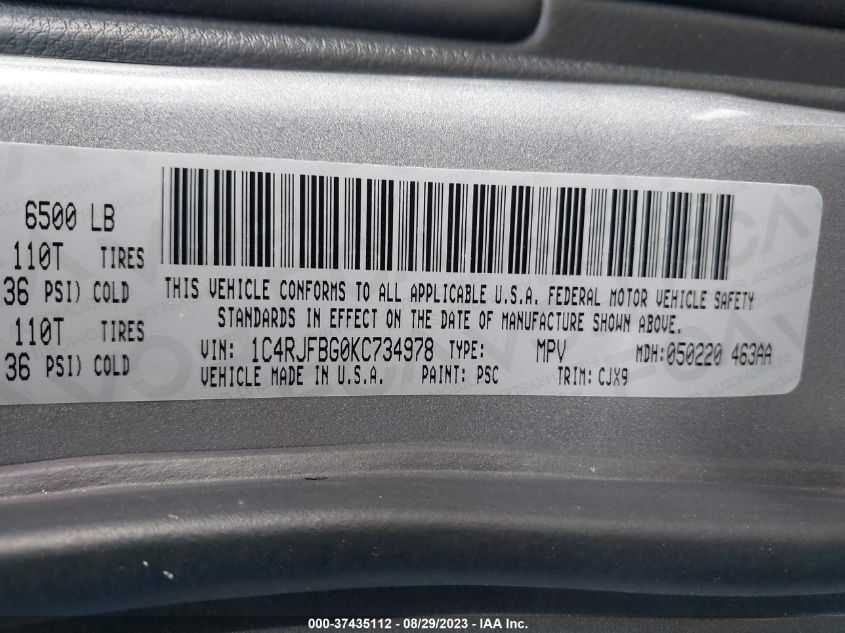 6500 LB
110T TIRES
36 PSI) COLD
110T TIRES
36 PSI) COLD
THIS VEHICLE CONFORMS TO ALL APPLICABLE U.S.A. FEDERAL MOTOR VEHICLE SAFETY
STANDARDS IN EFFECT ON THE DATE OF MANUFACTURE SHOWN ABOVE.
VIN: 1C4RJFBG0KC734978 TYPE: MPV MDH:050220 463AA
VEHICLE MADE IN U.S.A. PAINT: PSC TRIM:CJX9
000-37435112 - 08/29/2023 - © IAA Inc.